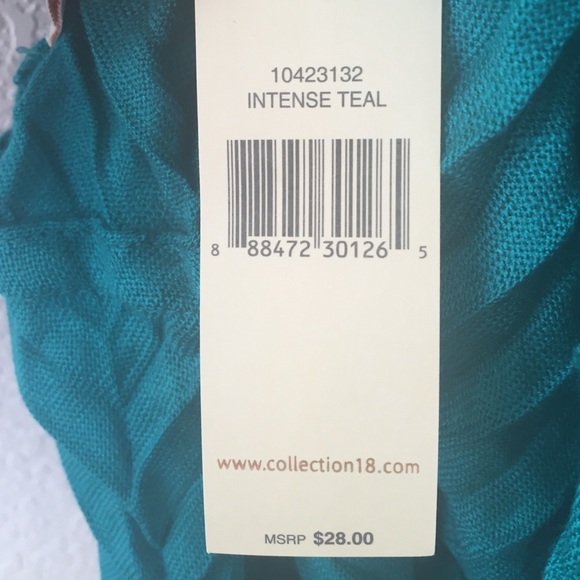 10423132
INTENSE TEAL
8 88472 30126 5
www.collection18.com
MSRP $28.00